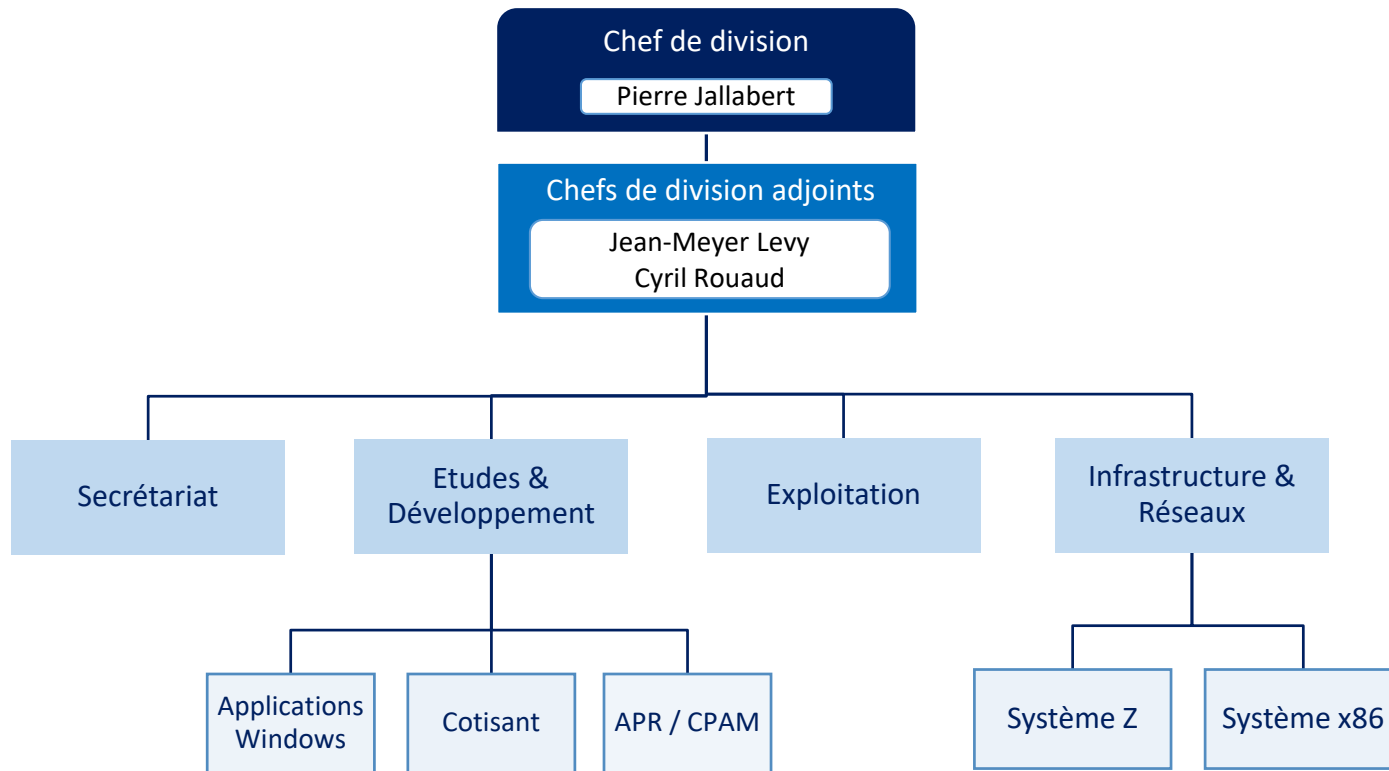 Chef de division
Pierre Jallabert
Chefs de division adjoints
Jean-Meyer Levy
Cyril Rouaud
Secrétariat
Etudes &
Développement
Exploitation
Infrastructure &
Réseaux
Applications
Windows
Cotisant
APR / CPAM
Système Z
Système x86